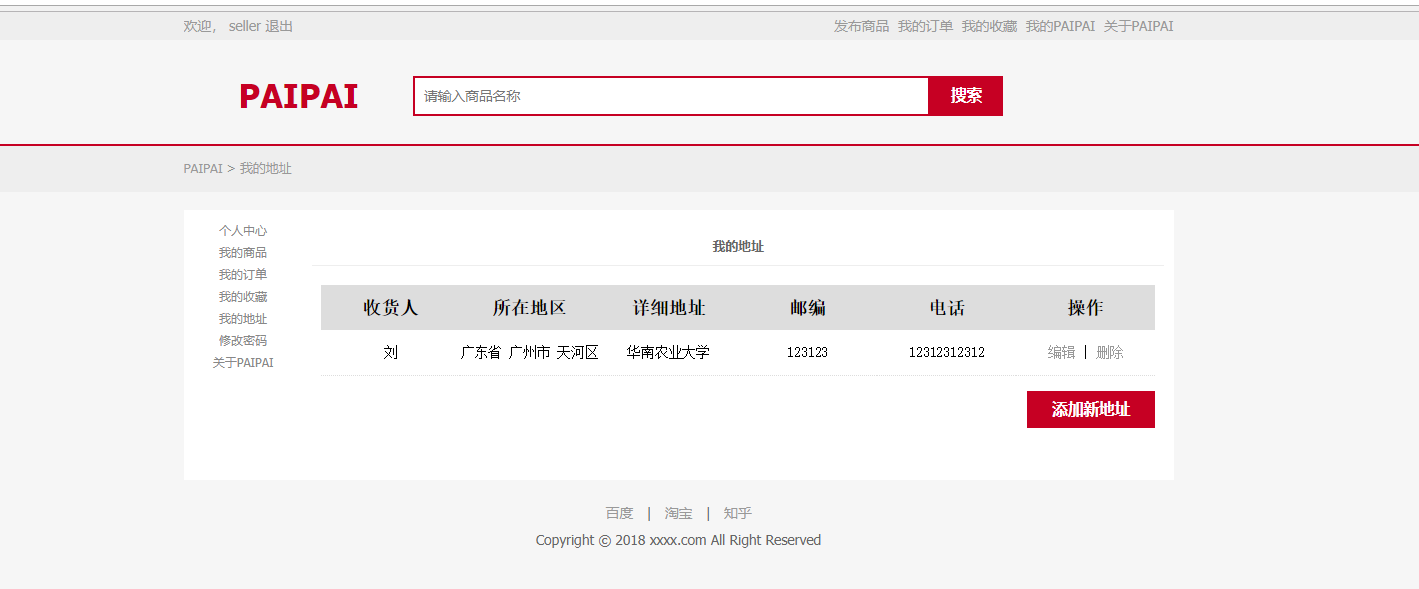 欢迎， seller 退出
发布商品 我的订单 我的收藏 我的PAIPAI 关于PAIPAI
PAIPAI
请输入商品名称
搜索
PAIPAI > 我的地址
个人中心
我的商品
我的订单
我的收藏
我的地址
修改密码
关于PAIPAI
我的地址
收货人 所在地区 详细地址 邮编 电话 操作
刘 广东省 广州市 天河区 华南农业大学 123123 12312312312 编辑 | 删除
添加新地址
百度 | 淘宝 | 知乎
Copyright © 2018 xxxx.com All Right Reserved